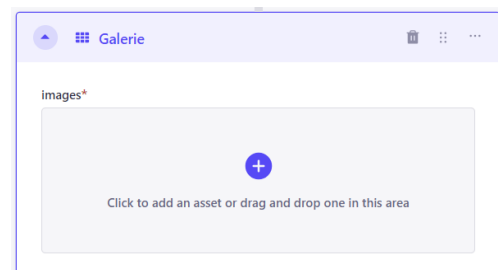 Galerie
images*
Click to add an asset or drag and drop one in this area